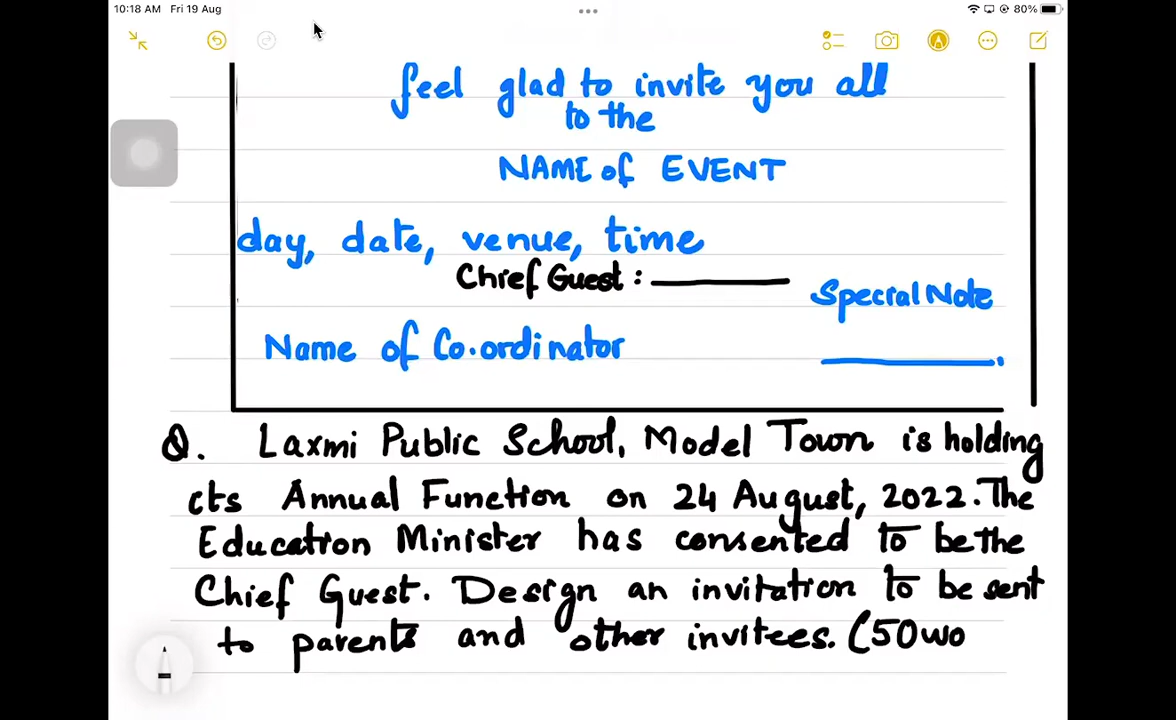 10:18 AM Fri 19 Aug
80%
feel glad to invite you all
to the
NAME of EVENT
day, date, venue, time
Chief Guest :
Special Note
Name of Co.ordinator
Q. Laxmi Public School, Model Town is holding
its Annual Function on 24 August, 2022. The
Education Minister has consented to be the
Chief Guest. Design an invitation to be sent
to parents and other invitees. (50wo